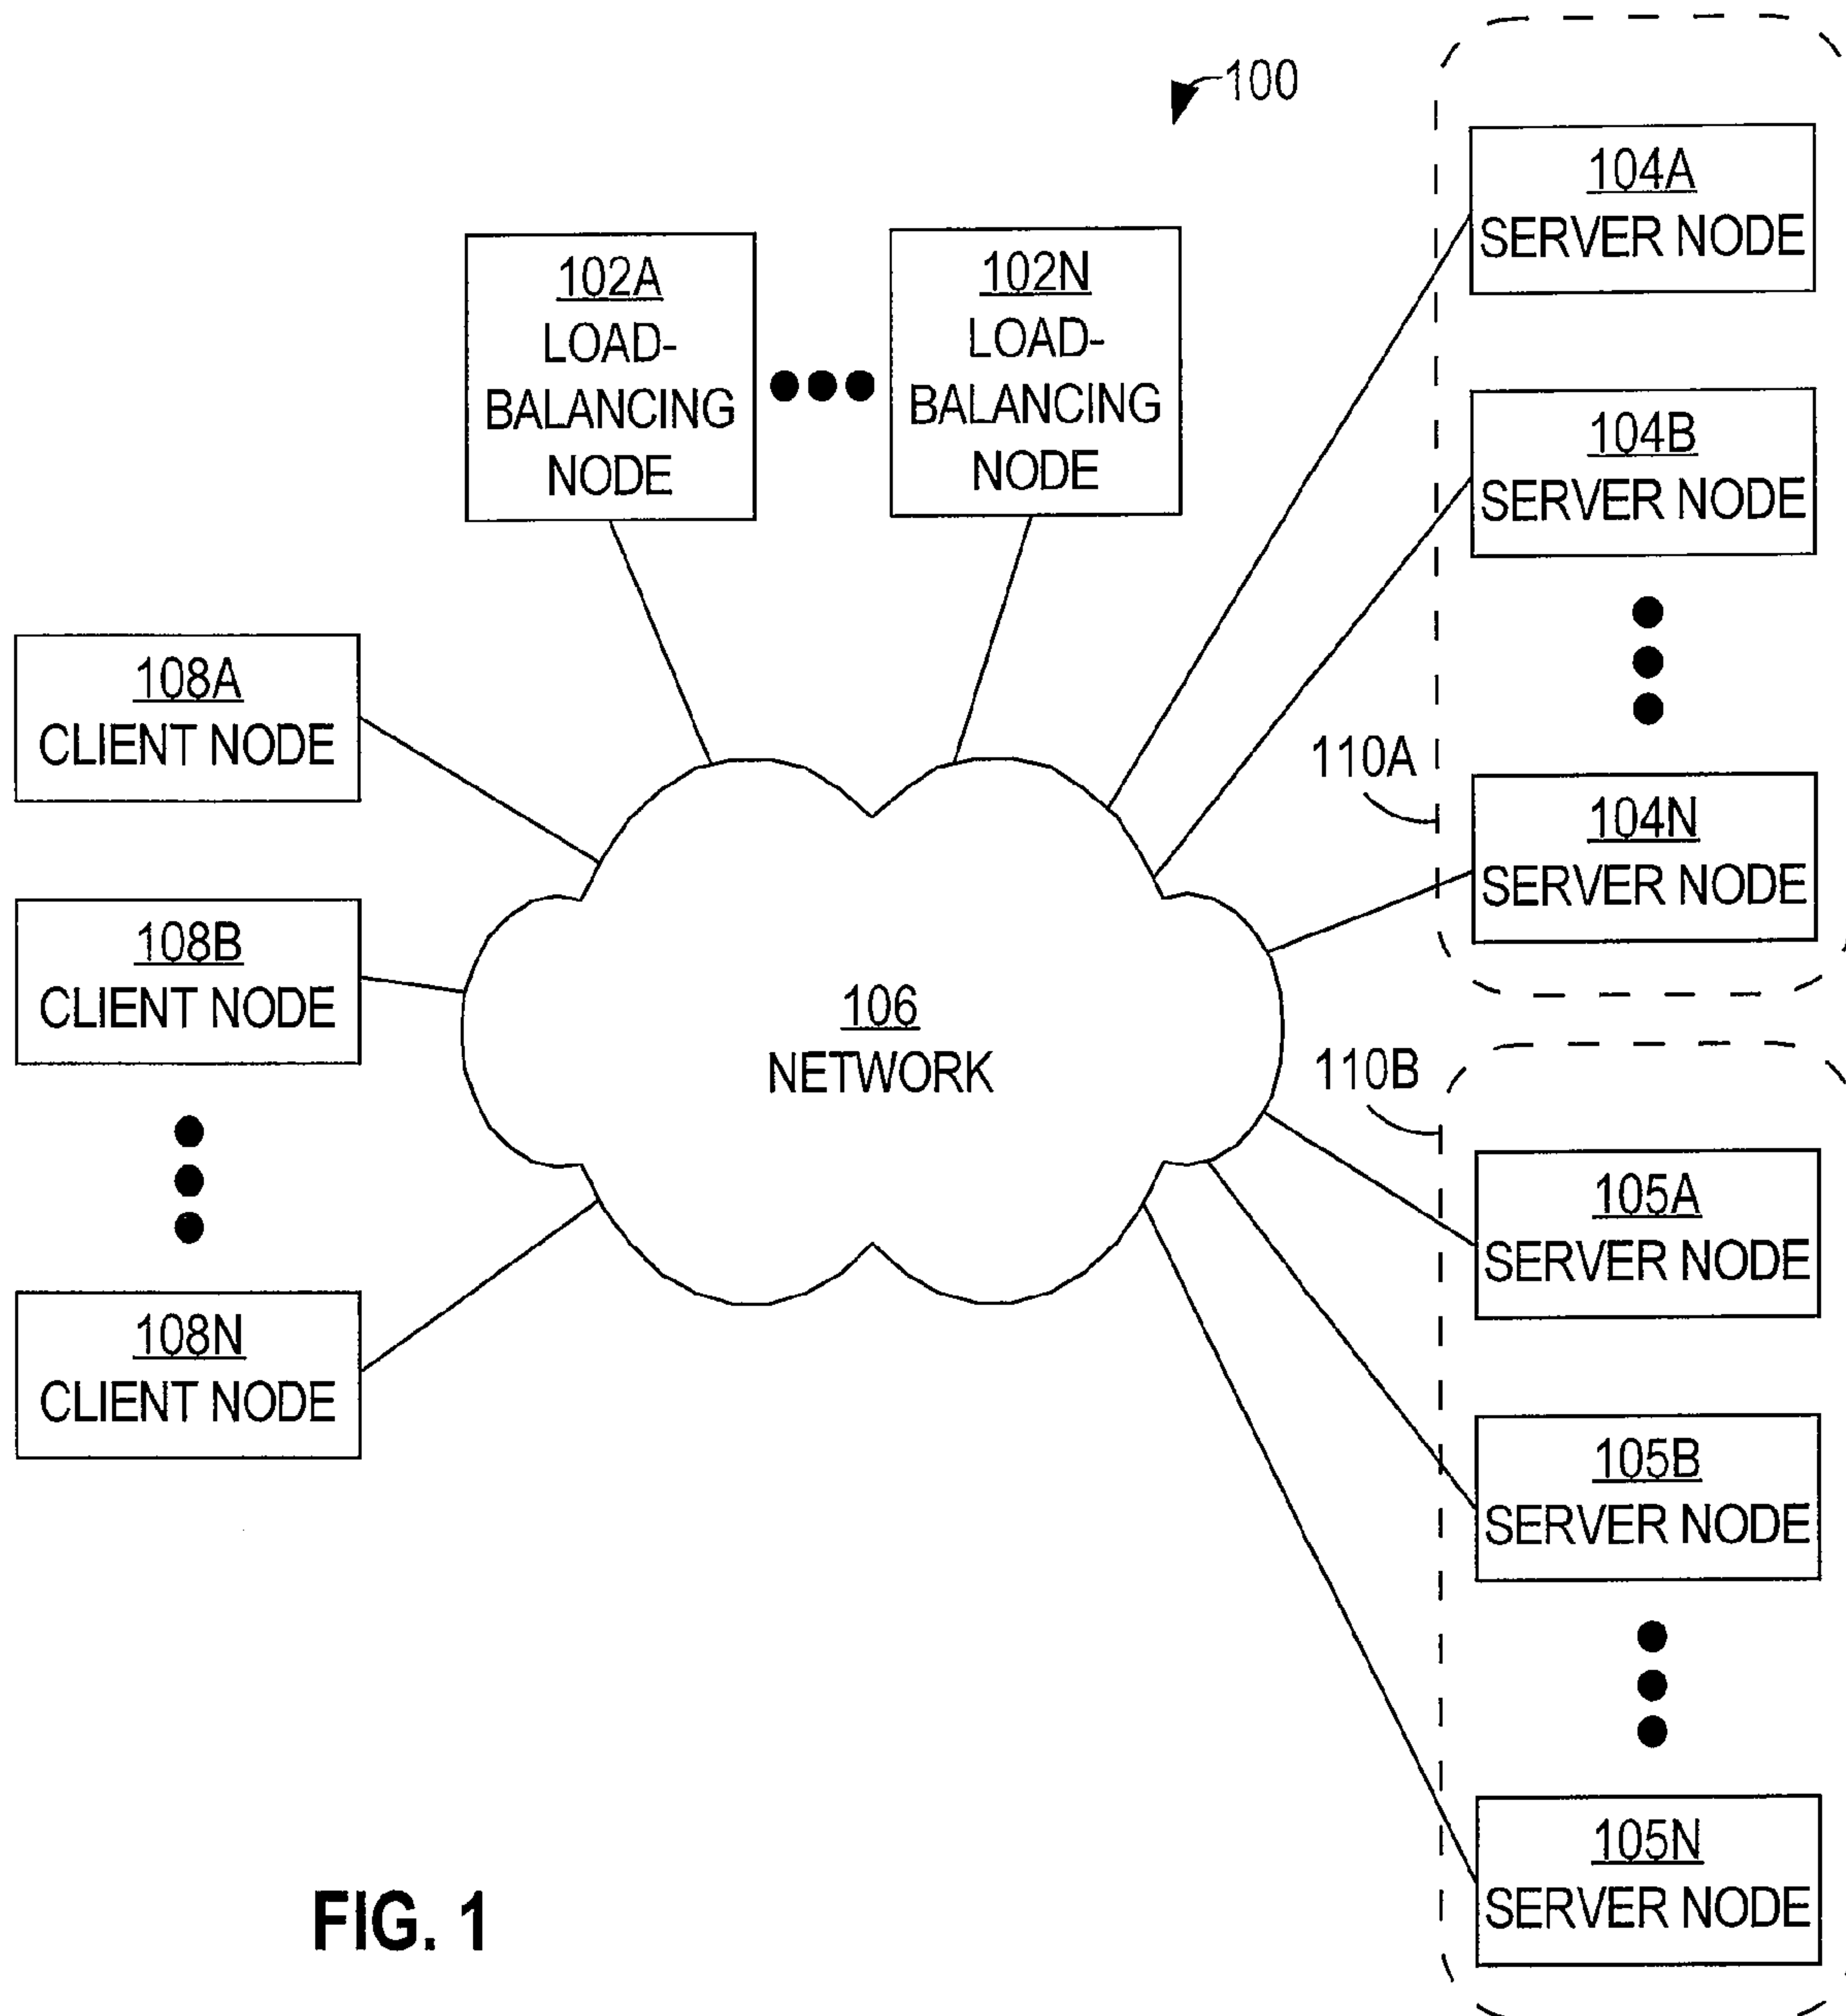 100
104A
SERVER NODE
102A
LOAD-
BALANCING
NODE
102N
LOAD-
BALANCING
NODE
104B
SERVER NODE
108A
CLIENT NODE
110A
104N
SERVER NODE
108B
CLIENT NODE
106
NETWORK
110B
105A
SERVER NODE
108N
CLIENT NODE
105B
SERVER NODE
105N
SERVER NODE
FIG. 1